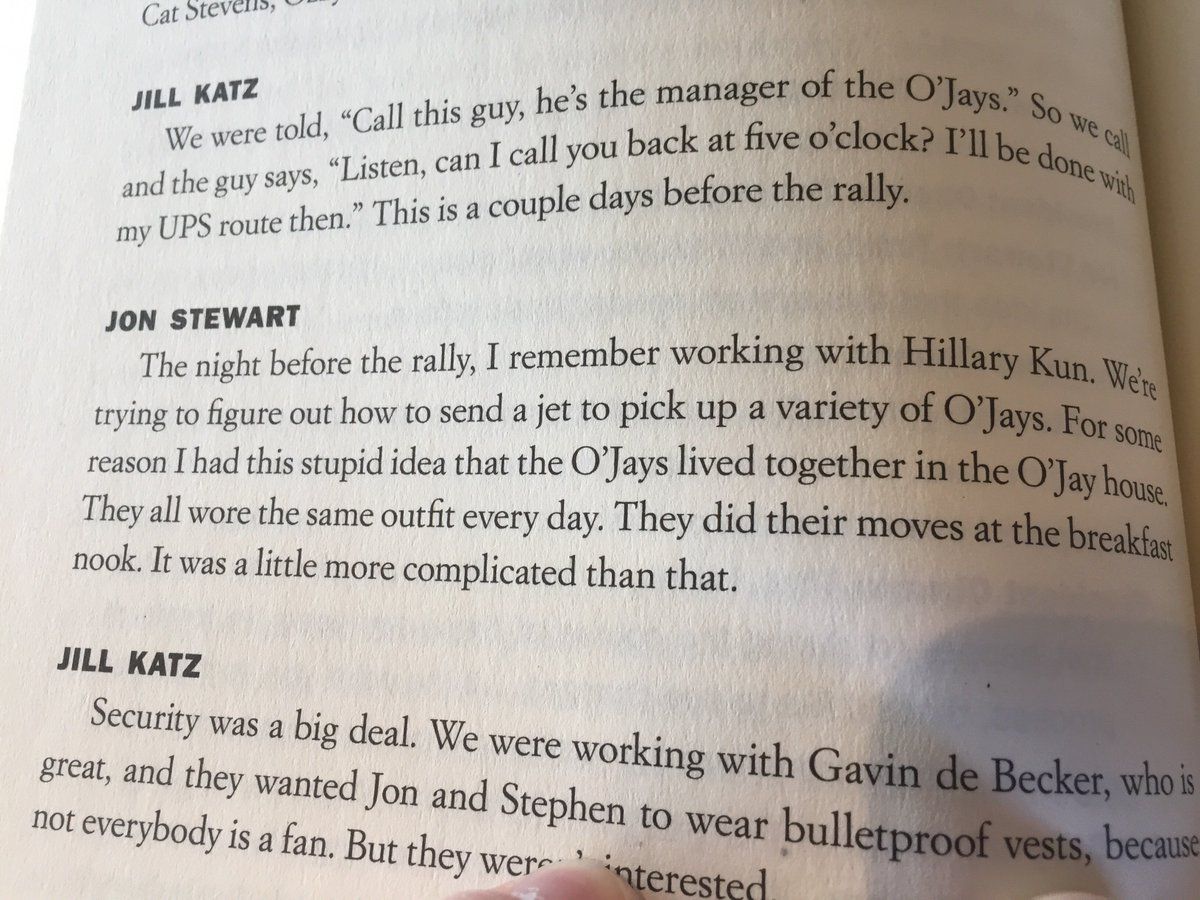 Cat Stevens,
JILL KATZ
We were told, “Call this guy, he’s the manager of the O’Jays.” So we call
and the guy says, “Listen, can I call you back at five o’clock? I’ll be done with
my UPS route then.” This is a couple days before the rally.
JON STEWART
The night before the rally, I remember working with Hillary Kun. We’re
trying to figure out how to send a jet to pick up a variety of O’Jays. For some
reason I had this stupid idea that the O’Jays lived together in the O’Jay house.
They all wore the same outfit every day. They did their moves at the breakfast
nook. It was a little more complicated than that.
JILL KATZ
Security was a big deal. We were working with Gavin de Becker, who is
great, and they wanted Jon and Stephen to wear bulletproof vests, because
not everybody is a fan. But they interested.